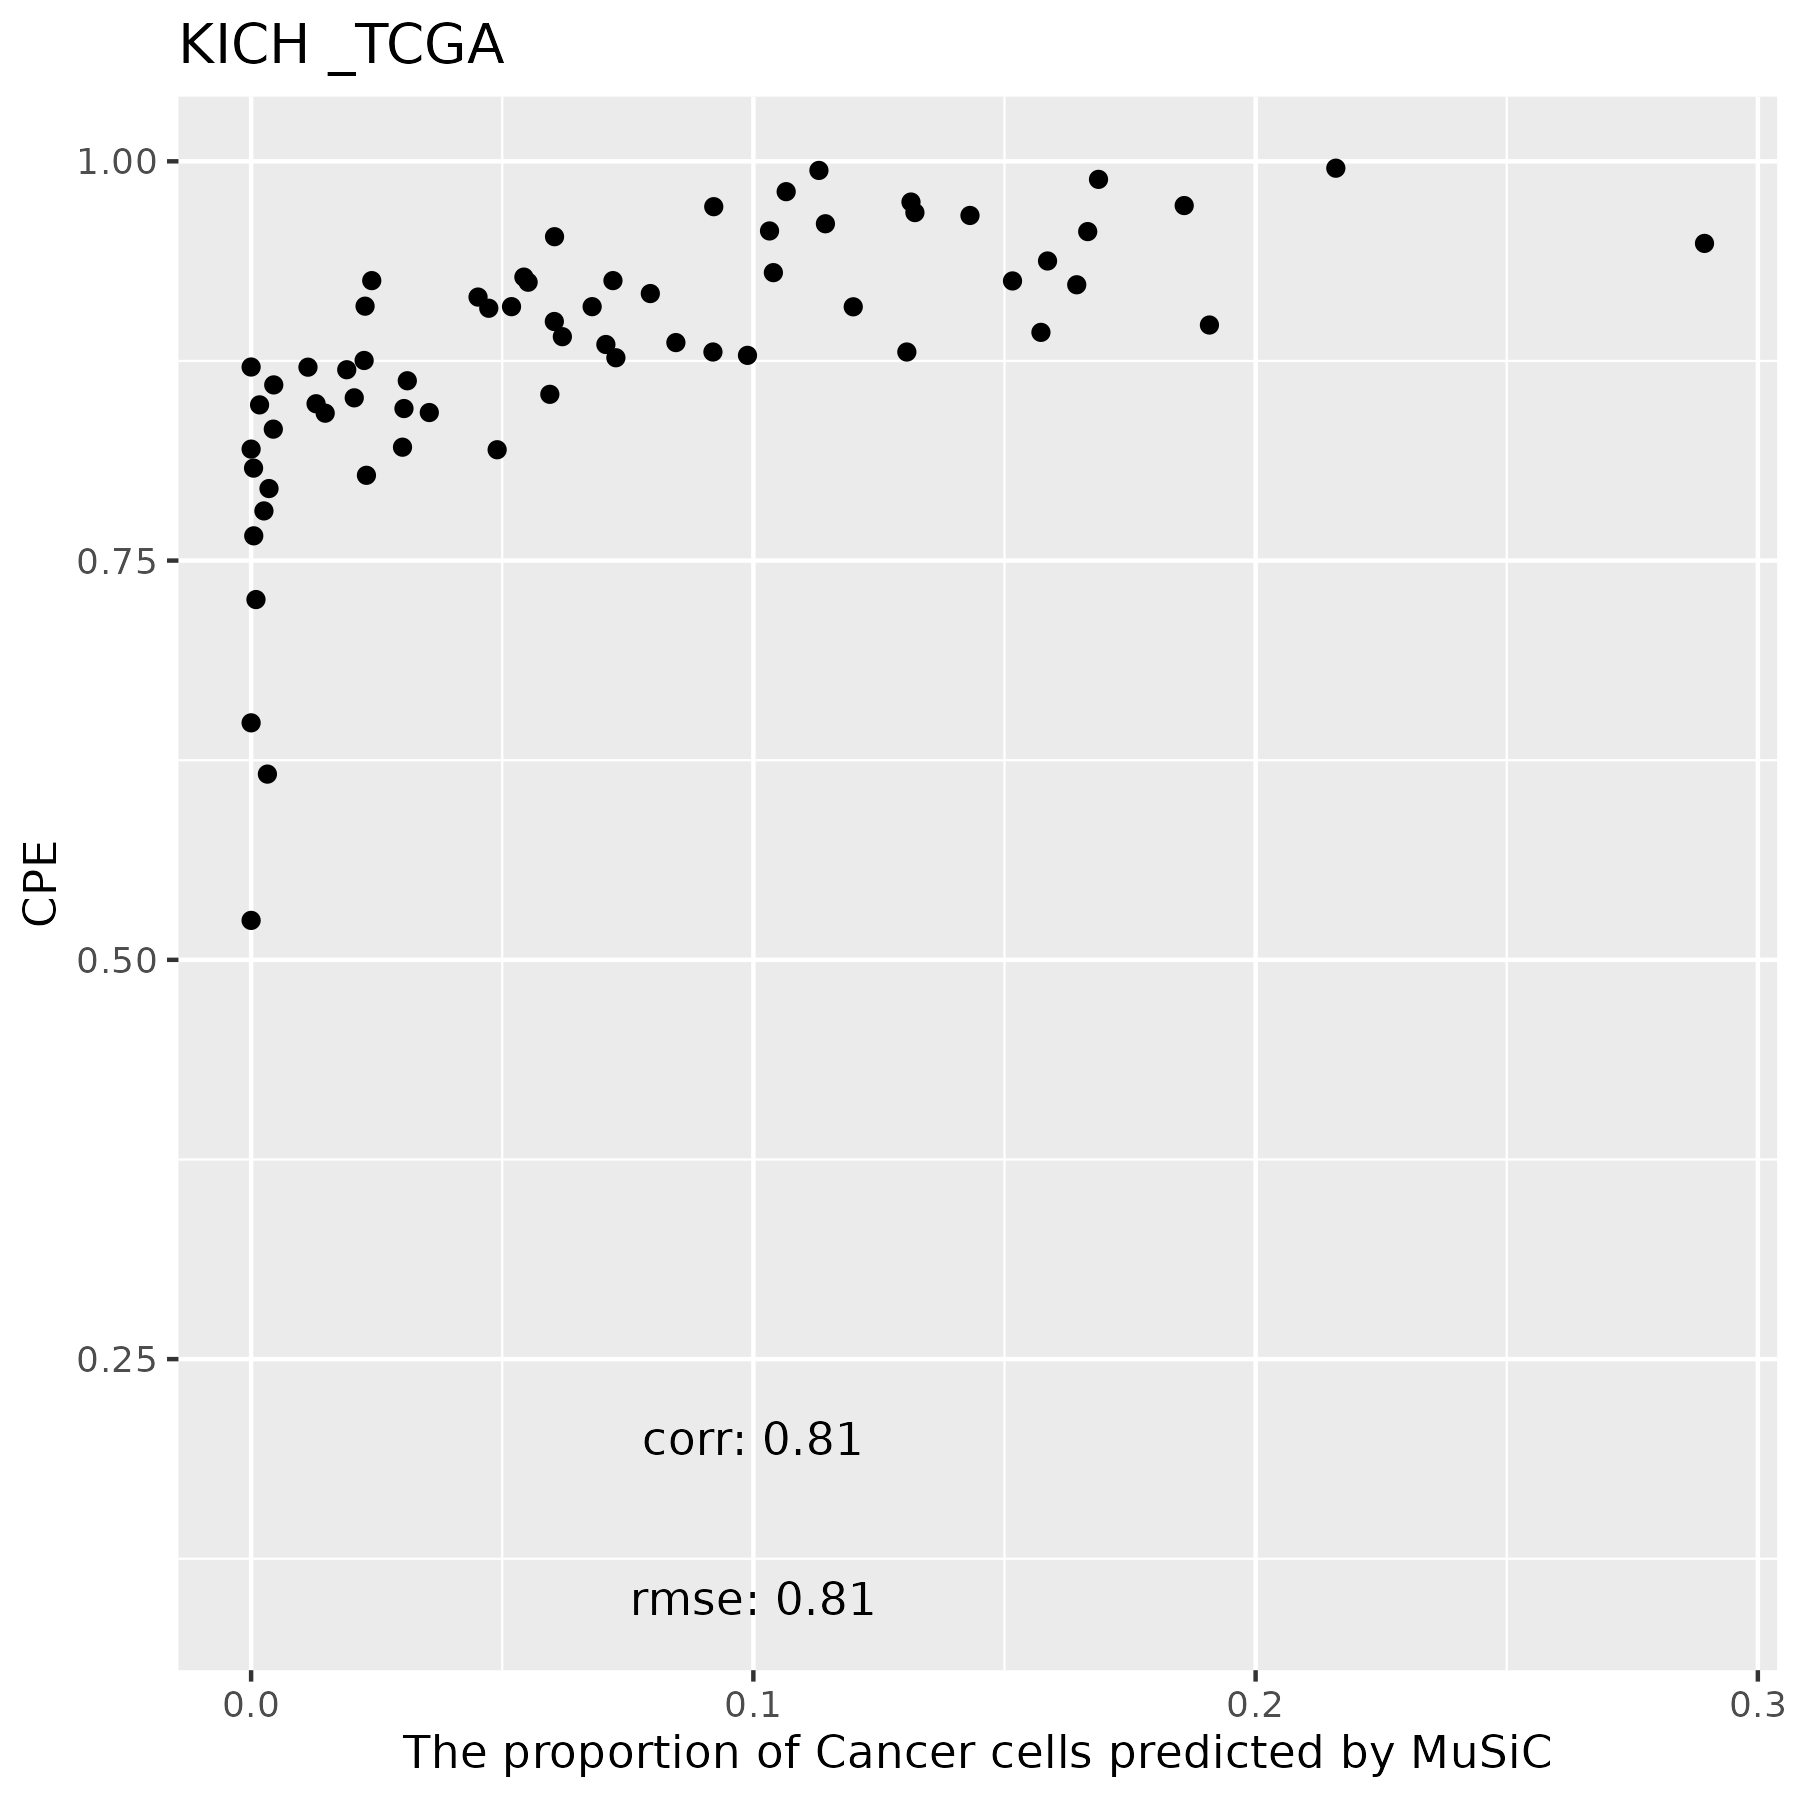 KICH _TCGA
1.00
0.75
CPE
0.50
0.25
corr: 0.81
rmse: 0.81
0.0 0.1 0.2 0.3
The proportion of Cancer cells predicted by MuSiC